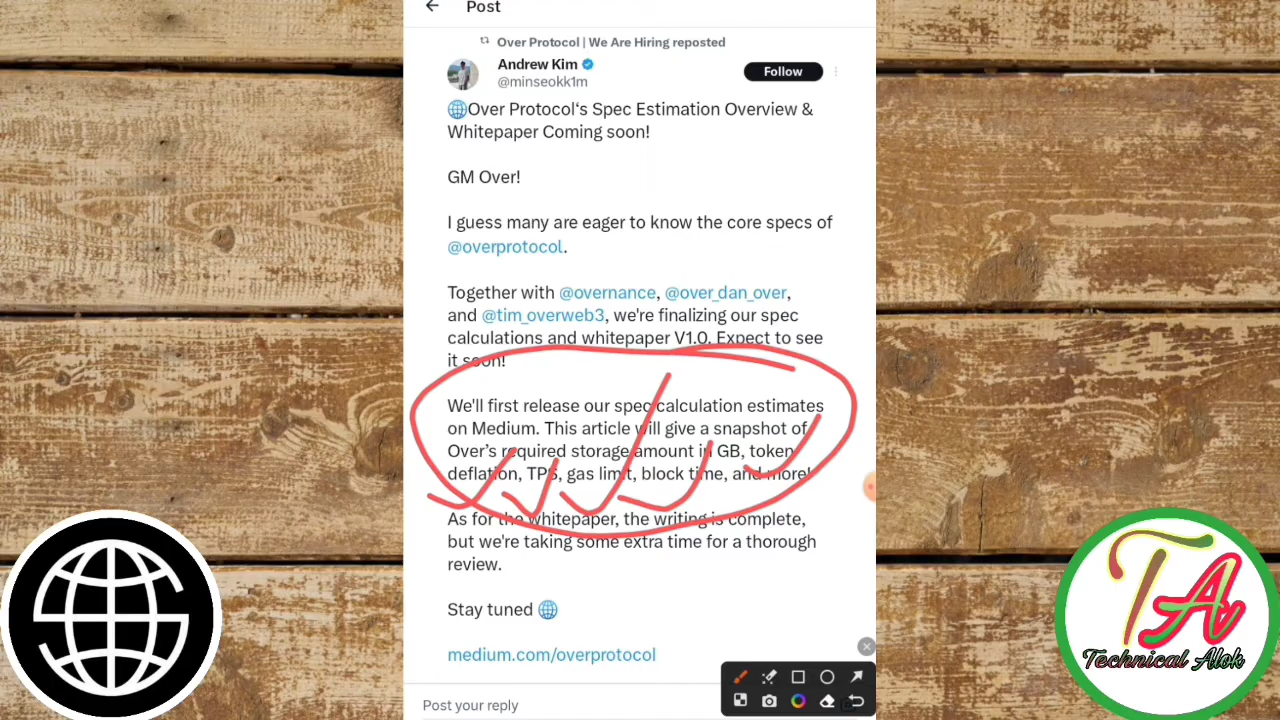 Post
Over Protocol | We Are Hiring reposted
Andrew Kim
Follow
@minseokk1m
Over Protocol‘s Spec Estimation Overview &
Whitepaper Coming soon!
GM Over!
I guess many are eager to know the core specs of
@overprotocol.
Together with @overnance, @over_dan_over,
and @tim_overweb3, we're finalizing our spec
calculations and whitepaper V1.0. Expect to see
it soon!
We'll first release our spec calculation estimates
on Medium. This article will give a snapshot of
Over’s required storage amount in GB, token
deflation, TPS, gas limit, block time, and more!
As for the whitepaper, the writing is complete,
but we're taking some extra time for a thorough
review.
Stay tuned
medium.com/overprotocol
Post your reply
TA
Technical Alok